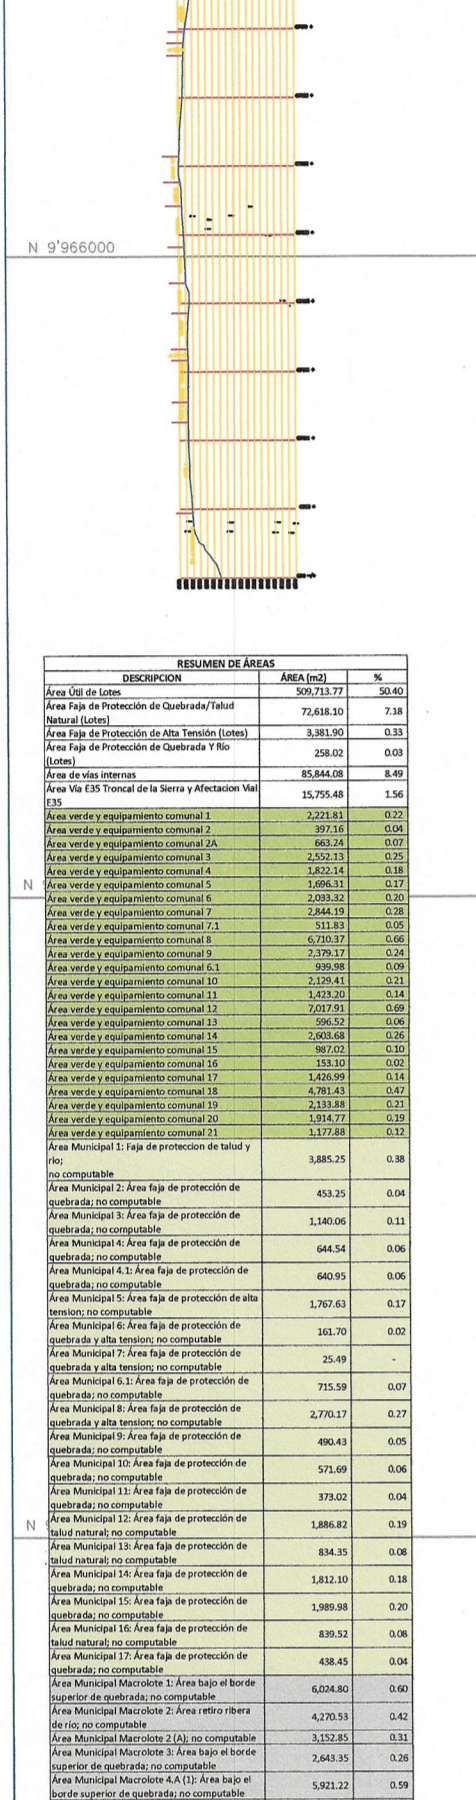 N 9'966000
RESUMEN DE ÁREAS
DESCRIPCION ÁREA (m2) %
Área Útil de Lotes 509,713.77 50.40
Área Faja de Protección de Quebrada/Talud
Natural (Lotes) 72,618.10 7.18
Área Faja de Protección de Alta Tensión (Lotes) 3,381.90 0.33
Área Faja de Protección de Quebrada Y Río
(Lotes) 258.02 0.03
Área de vías internas 85,844.08 8.49
Área Vía E35 Troncal de la Sierra y Afectacion Vial
E35 15,755.48 1.56
Área verde y equipamiento comunal 1 2,221.81 0.22
Área verde y equipamiento comunal 2 397.16 0.04
Área verde y equipamiento comunal 2A 663.24 0.07
Área verde y equipamiento comunal 3 2,552.13 0.25
Área verde y equipamiento comunal 4 1,822.14 0.18
Área verde y equipamiento comunal 5 1,696.31 0.17
N
Área verde y equipamiento comunal 6 2,033.32 0.20
Área verde y equipamiento comunal 7 2,844.19 0.28
Área verde y equipamiento comunal 7.1 511.83 0.05
Área verde y equipamiento comunal 8 6,710.37 0.66
Área verde y equipamiento comunal 9 2,379.17 0.24
Área verde y equipamiento comunal 6.1 939.98 0.09
Área verde y equipamiento comunal 10 2,129.41 0.21
Área verde y equipamiento comunal 11 1,423.20 0.14
Área verde y equipamiento comunal 12 7,017.91 0.69
Área verde y equipamiento comunal 13 596.52 0.06
Área verde y equipamiento comunal 14 2,603.68 0.26
Área verde y equipamiento comunal 15 987.02 0.10
Área verde y equipamiento comunal 16 153.10 0.02
Área verde y equipamiento comunal 17 1,426.99 0.14
Área verde y equipamiento comunal 18 4,781.43 0.47
Área verde y equipamiento comunal 19 2,133.88 0.21
Área verde y equipamiento comunal 20 1,914.77 0.19
Área verde y equipamiento comunal 21 1,177.88 0.12
Área Municipal 1: Faja de proteccion de talud y
rio;
no computable 3,885.25 0.38
Área Municipal 2: Área faja de protección de
quebrada; no computable 453.25 0.04
Área Municipal 3: Área faja de protección de
quebrada; no computable 1,140.06 0.11
Área Municipal 4: Área faja de protección de
quebrada; no computable 644.54 0.06
Área Municipal 4.1: Área faja de protección de
quebrada; no computable 640.95 0.06
Área Municipal 5: Área faja de protección de alta
tension; no computable 1,767.63 0.17
Área Municipal 6: Área faja de protección de
quebrada y alta tension; no computable 161.70 0.02
Área Municipal 7: Área faja de protección de
quebrada y alta tension; no computable 25.49 -
Área Municipal 6.1: Área faja de protección de
quebrada; no computable 715.59 0.07
Área Municipal 8: Área faja de protección de
quebrada y alta tension; no computable 2,770.17 0.27
Área Municipal 9: Área faja de protección de
quebrada; no computable 490.43 0.05
Área Municipal 10: Área faja de protección de
quebrada; no computable 571.69 0.06
Área Municipal 11: Área faja de protección de
quebrada; no computable 373.02 0.04
N
Área Municipal 12: Área faja de protección de
talud natural; no computable 1,886.82 0.19
Área Municipal 13: Área faja de protección de
talud natural; no computable 834.35 0.08
Área Municipal 14: Área faja de protección de
quebrada; no computable 1,812.10 0.18
Área Municipal 15: Área faja de protección de
quebrada; no computable 1,989.98 0.20
Área Municipal 16: Área faja de protección de
talud natural; no computable 839.52 0.08
Área Municipal 17: Área faja de protección de
quebrada; no computable 438.45 0.04
Área Municipal Macrolote 1: Área bajo el borde
superior de quebrada; no computable 6,024.80 0.60
Área Municipal Macrolote 2: Área retiro ribera
de río; no computable 4,270.53 0.42
Área Municipal Macrolote 2 (A); no computable 3,152.85 0.31
Área Municipal Macrolote 3: Área bajo el borde
superior de quebrada; no computable 2,643.35 0.26
Área Municipal Macrolote 4.A (1): Área bajo el
borde superior de quebrada; no computable 5,921.22 0.59